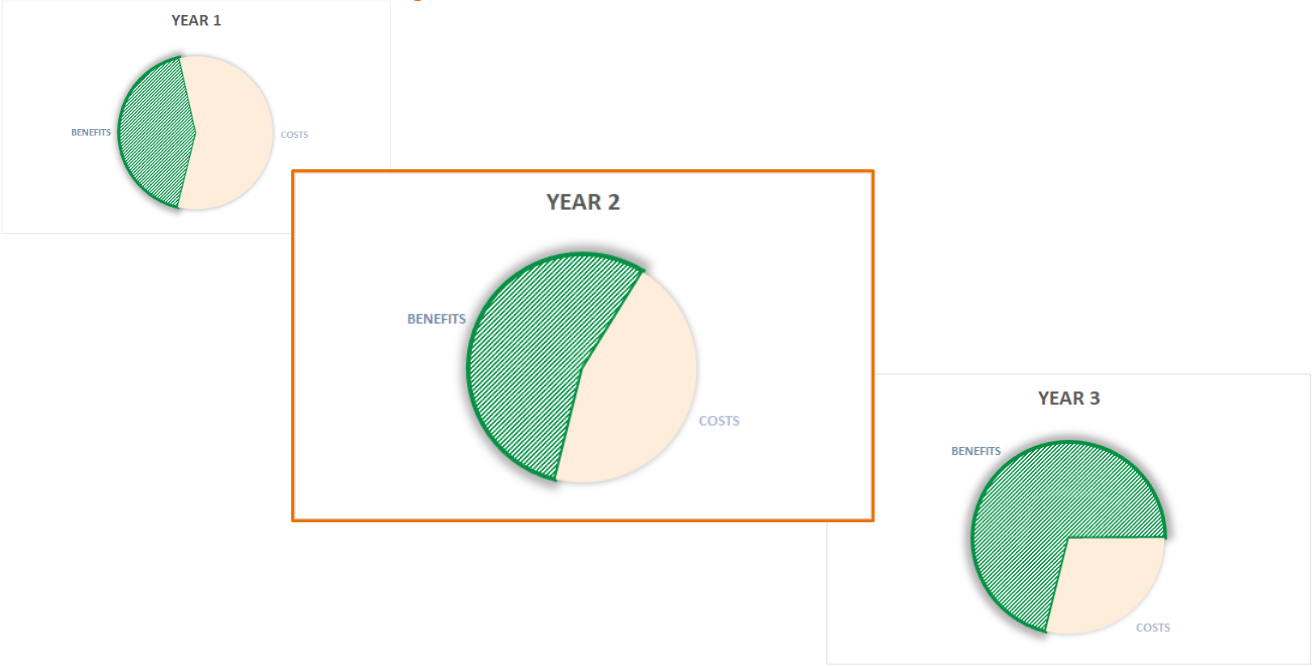 YEAR 1
BENEFITS
COSTS
YEAR 2
BENEFITS
COSTS
YEAR 3
BENEFITS
COSTS